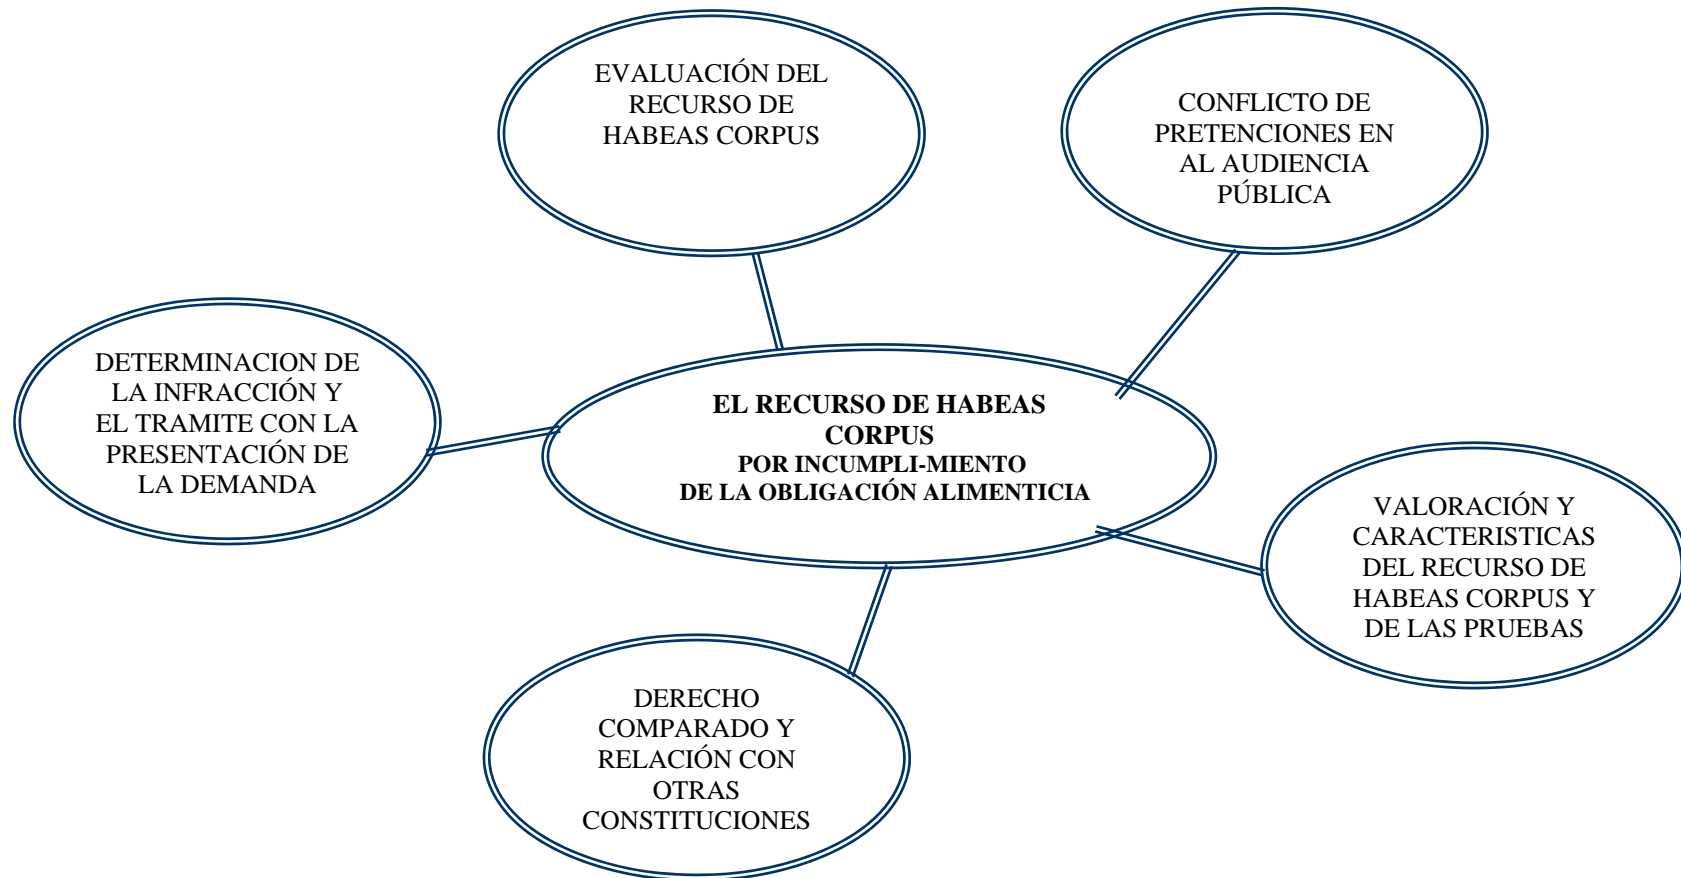 EVALUACIÓN DEL
RECURSO DE
HABEAS CORPUS
CONFLICTO DE
PRETENCIONES EN
AL AUDIENCIA
PÚBLICA
DETERMINACION DE
LA INFRACCIÓN Y
EL TRAMITE CON LA
PRESENTACIÓN DE
LA DEMANDA
EL RECURSO DE HABEAS
CORPUS
POR INCUMPLI-MIENTO
DE LA OBLIGACIÓN ALIMENTICIA
VALORACIÓN Y
CARACTERISTICAS
DEL RECURSO DE
HABEAS CORPUS Y
DE LAS PRUEBAS
DERECHO
COMPARADO Y
RELACIÓN CON
OTRAS
CONSTITUCIONES